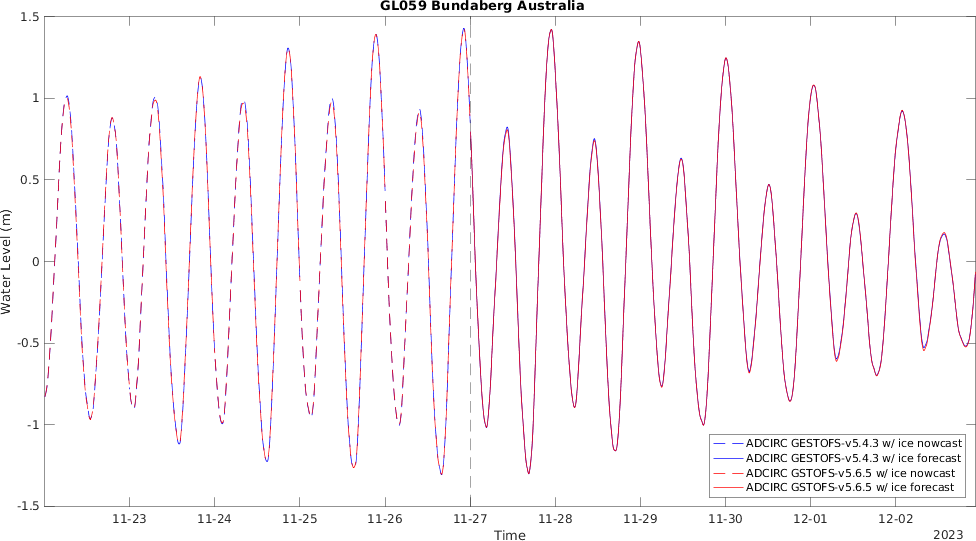 GL059 Bundaberg Australia
1.5
1
0.5
0
-0.5
-1
-1.5
Water Level (m)
11-23
11-24
11-25
11-26
11-27
11-28
11-29
11-30
12-01
12-02
Time
2023
ADCIRC GESTOFS-v5.4.3 w/ ice nowcast
ADCIRC GESTOFS-v5.4.3 w/ ice forecast
ADCIRC GSTOFS-v5.6.5 w/ ice nowcast
ADCIRC GSTOFS-v5.6.5 w/ ice forecast